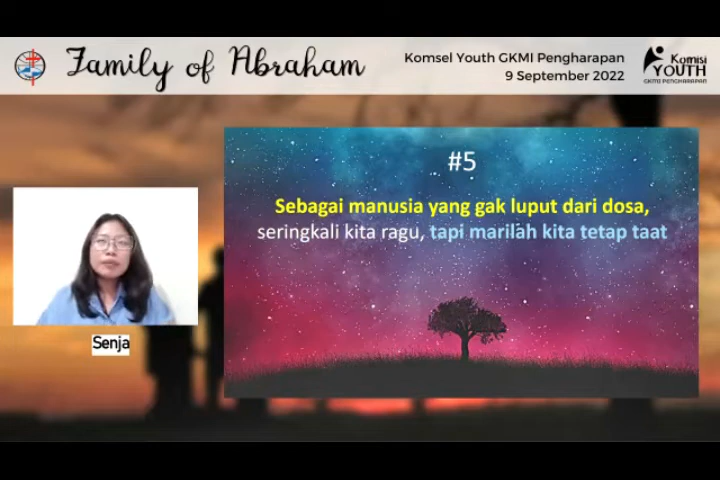 Family of Abraham
Komsel Youth GKMI Pengharapan
9 September 2022
Komisi
YOUTH
GKMI PENGHARAPAN
#5
Sebagai manusia yang gak luput dari dosa,
seringkali kita ragu, tapi marilah kita tetap taat
Senja